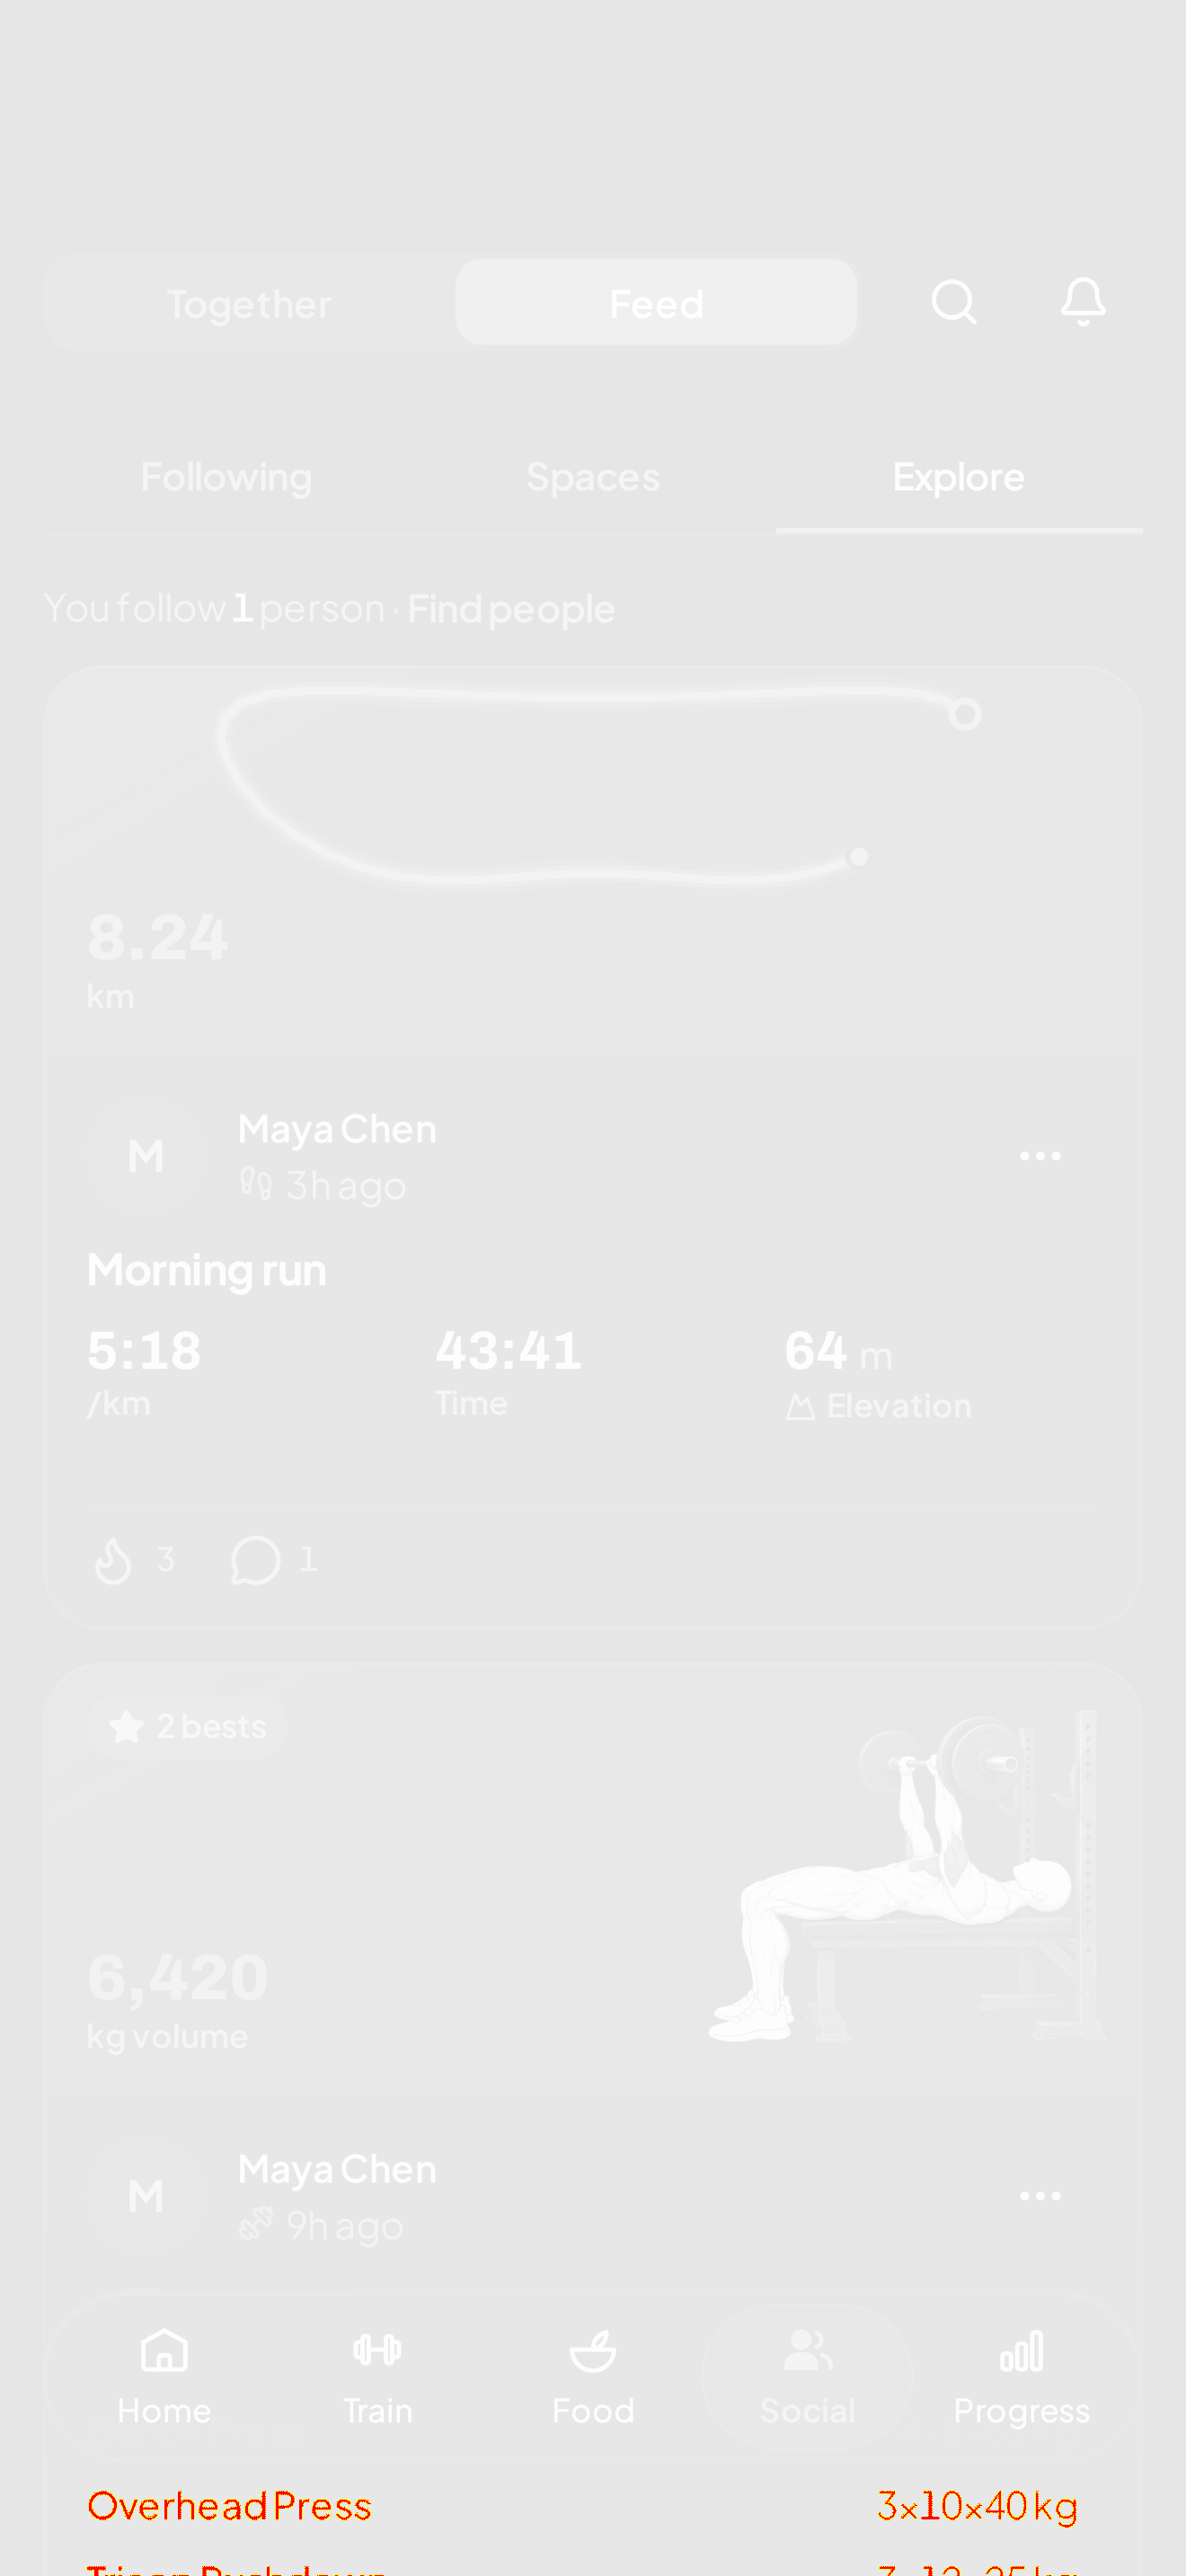 Together Feed
Following Spaces Explore
You follow 1 person · Find people
8.24
km
M Maya Chen
3h ago
Morning run
5:18 43:41 64 m
/km Time Elevation
3 1
2 bests
6,420
kg volume
M Maya Chen
9h ago
Home Train Food Social Progress
Overhead Press 3×10×40 kg